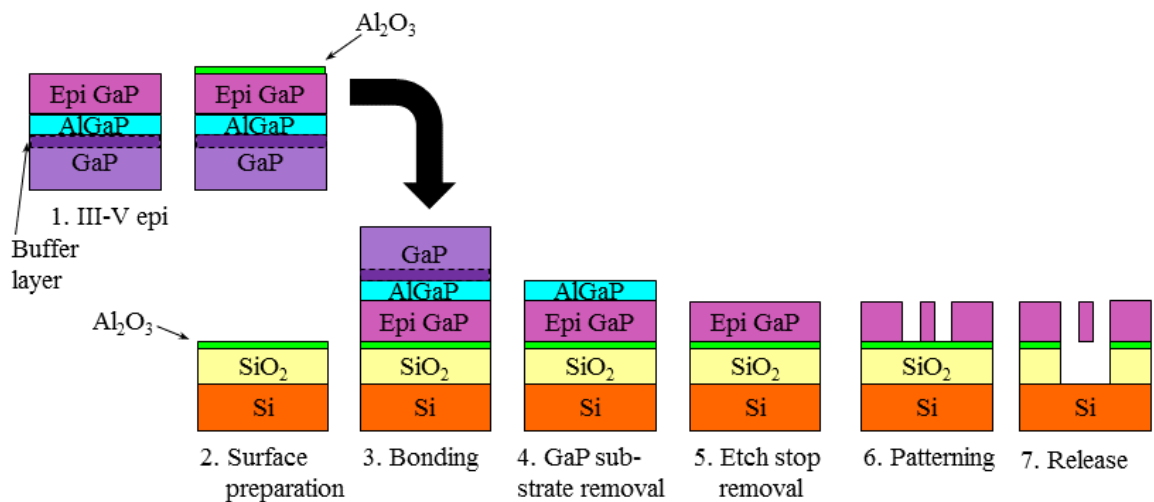 Al₂O₃
Epi GaP
AlGaP
GaP
Epi GaP
AlGaP
GaP
1. III-V epi
Buffer
layer
Al₂O₃
SiO₂
Si
2. Surface
preparation
GaP
AlGaP
Epi GaP
SiO₂
Si
3. Bonding
AlGaP
Epi GaP
SiO₂
Si
4. GaP sub-
strate removal
Epi GaP
SiO₂
Si
5. Etch stop
removal
SiO₂
Si
6. Patterning
Si
7. Release